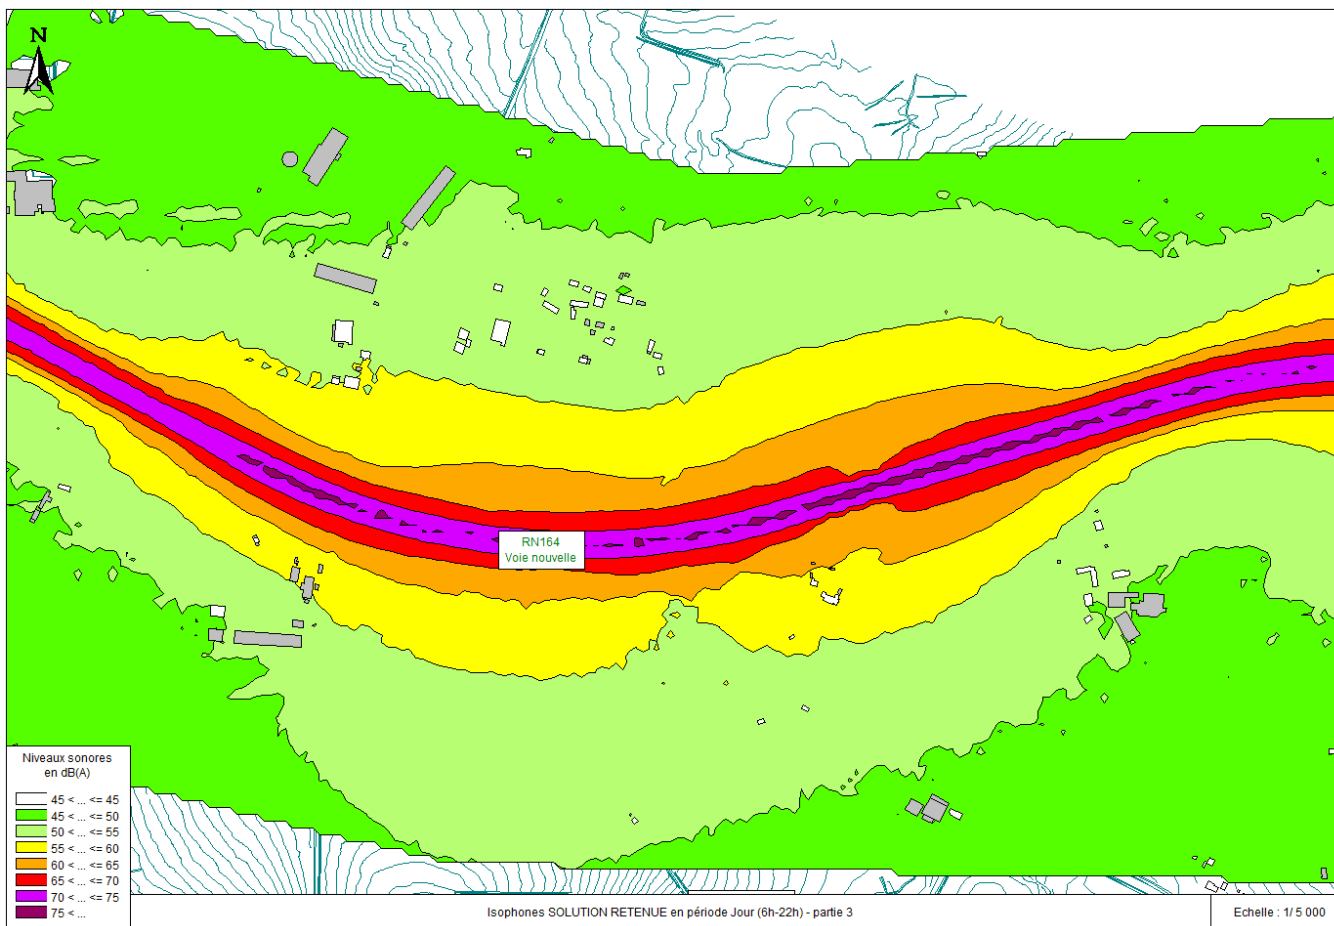 N
RN164
Voie nouvelle
Niveaux sonores
en dB(A)
45 < ... <= 45
45 < ... <= 50
50 < ... <= 55
55 < ... <= 60
60 < ... <= 65
65 < ... <= 70
70 < ... <= 75
75 < ...
Isophones SOLUTION RETENUE en période Jour (6h-22h) - partie 3
Echelle : 1/ 5 000